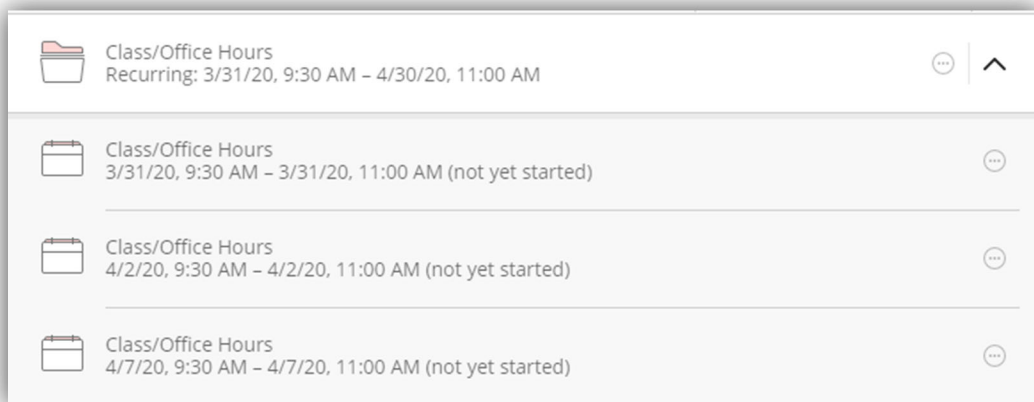 Class/Office Hours
Recurring: 3/31/20, 9:30 AM – 4/30/20, 11:00 AM
Class/Office Hours
3/31/20, 9:30 AM – 3/31/20, 11:00 AM (not yet started)
Class/Office Hours
4/2/20, 9:30 AM – 4/2/20, 11:00 AM (not yet started)
Class/Office Hours
4/7/20, 9:30 AM – 4/7/20, 11:00 AM (not yet started)